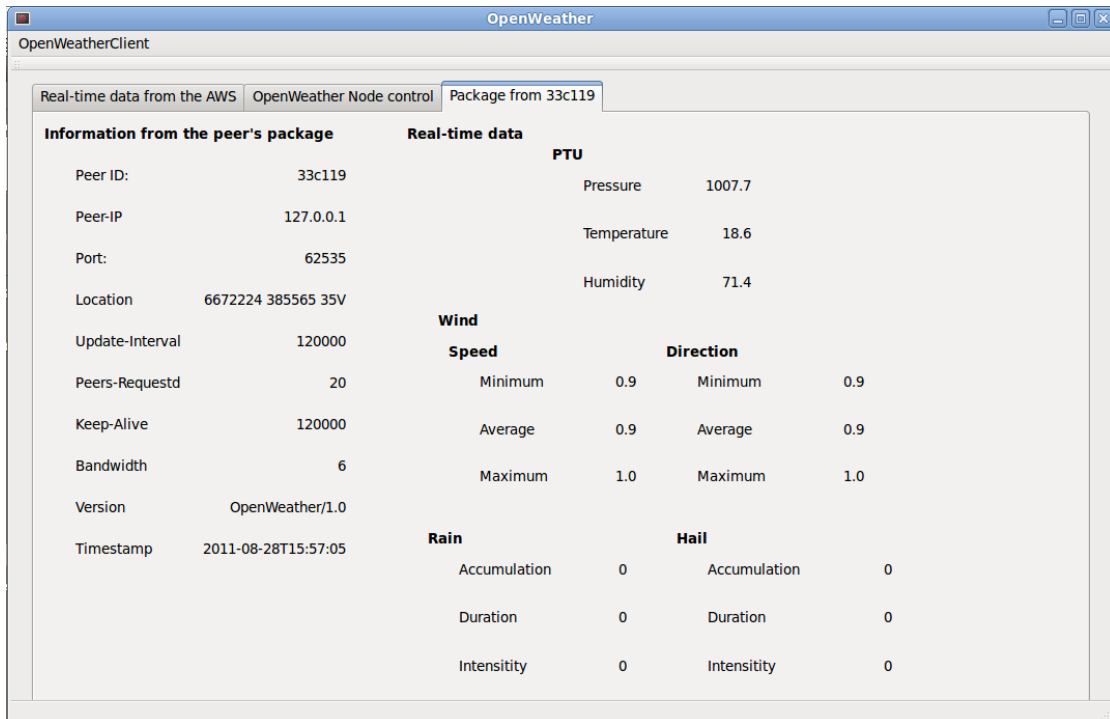 OpenWeather
OpenWeatherClient
Real-time data from the AWS OpenWeather Node control Package from 33c119
Information from the peer's package
Peer ID: 33c119
Peer-IP 127.0.0.1
Port: 62535
Location 6672224 385565 35V
Update-Interval 120000
Peers-Requestd 20
Keep-Alive 120000
Bandwidth 6
Version OpenWeather/1.0
Timestamp 2011-08-28T15:57:05
Real-time data
PTU
Pressure 1007.7
Temperature 18.6
Humidity 71.4
Wind
Speed Direction
Minimum 0.9 Minimum 0.9
Average 0.9 Average 0.9
Maximum 1.0 Maximum 1.0
Rain Hail
Accumulation 0 Accumulation 0
Duration 0 Duration 0
Intensitity 0 Intensitity 0